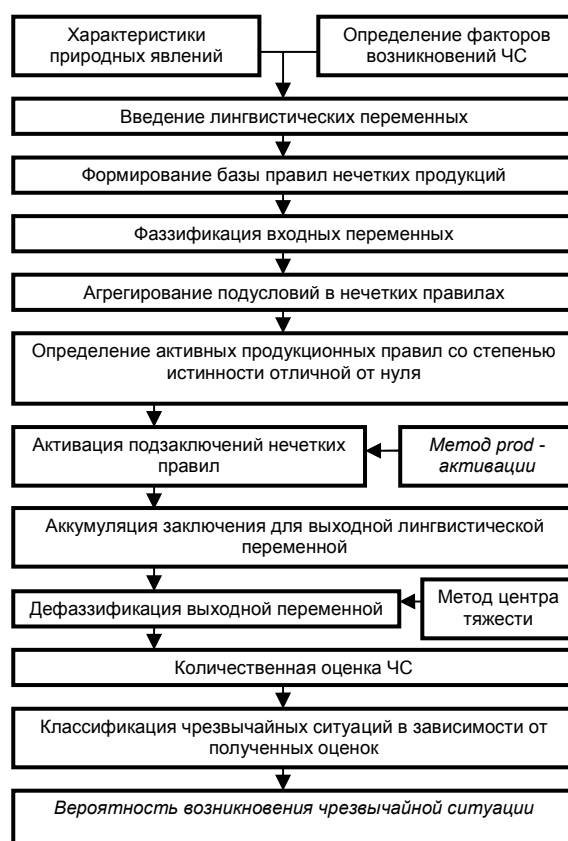 Характеристики
природных явлений
Определение факторов
возникновений ЧС
Введение лингвистических переменных
Формирование базы правил нечетких продукций
Фаззификация входных переменных
Агрегирование подусловий в нечетких правилах
Определение активных продукционных правил со степенью
истинности отличной от нуля
Активация подзаключений нечетких
правил
Метод prod -
активации
Аккумуляция заключения для выходной лингвистической
переменной
Дефаззификация выходной переменной
Метод центра
тяжести
Количественная оценка ЧС
Классификация чрезвычайных ситуаций в зависимости от
полученных оценок
Вероятность возникновения чрезвычайной ситуации